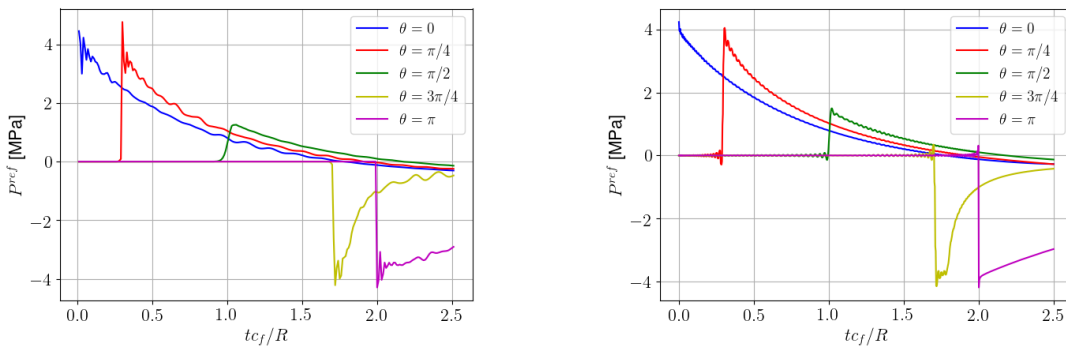 4
2
0
−2
−4
P^{ref} [MPa]
0.0 0.5 1.0 1.5 2.0 2.5
tc_f/R
θ = 0
θ = π/4
θ = π/2
θ = 3π/4
θ = π
4
2
0
−2
−4
P^{ref} [MPa]
0.0 0.5 1.0 1.5 2.0 2.5
tc_f/R
θ = 0
θ = π/4
θ = π/2
θ = 3π/4
θ = π